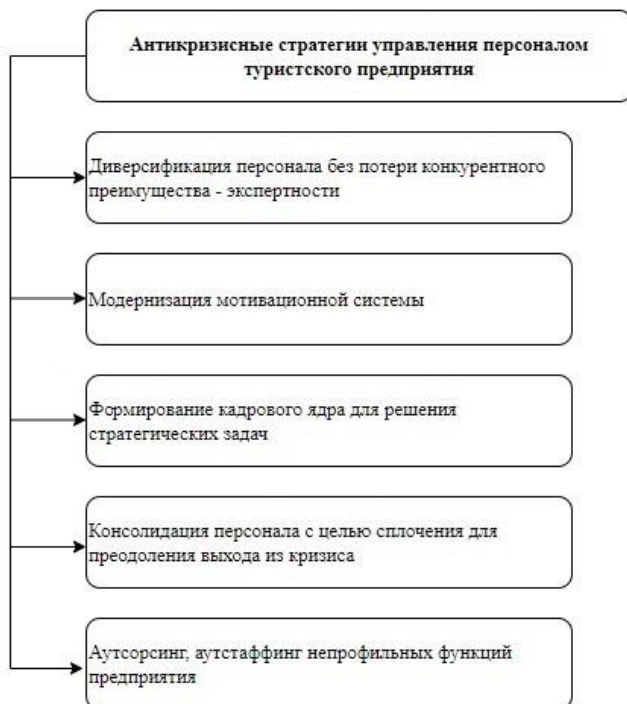 Антикризисные стратегии управления персоналом
туристского предприятия
Диверсификация персонала без потери конкурентного
преимущества - экспертности
Модернизация мотивационной системы
Формирование кадрового ядра для решения
стратегических задач
Консолидация персонала с целью сплочения для
преодоления выхода из кризиса
Аутсорсинг, аутстаффинг непрофильных функций
предприятия